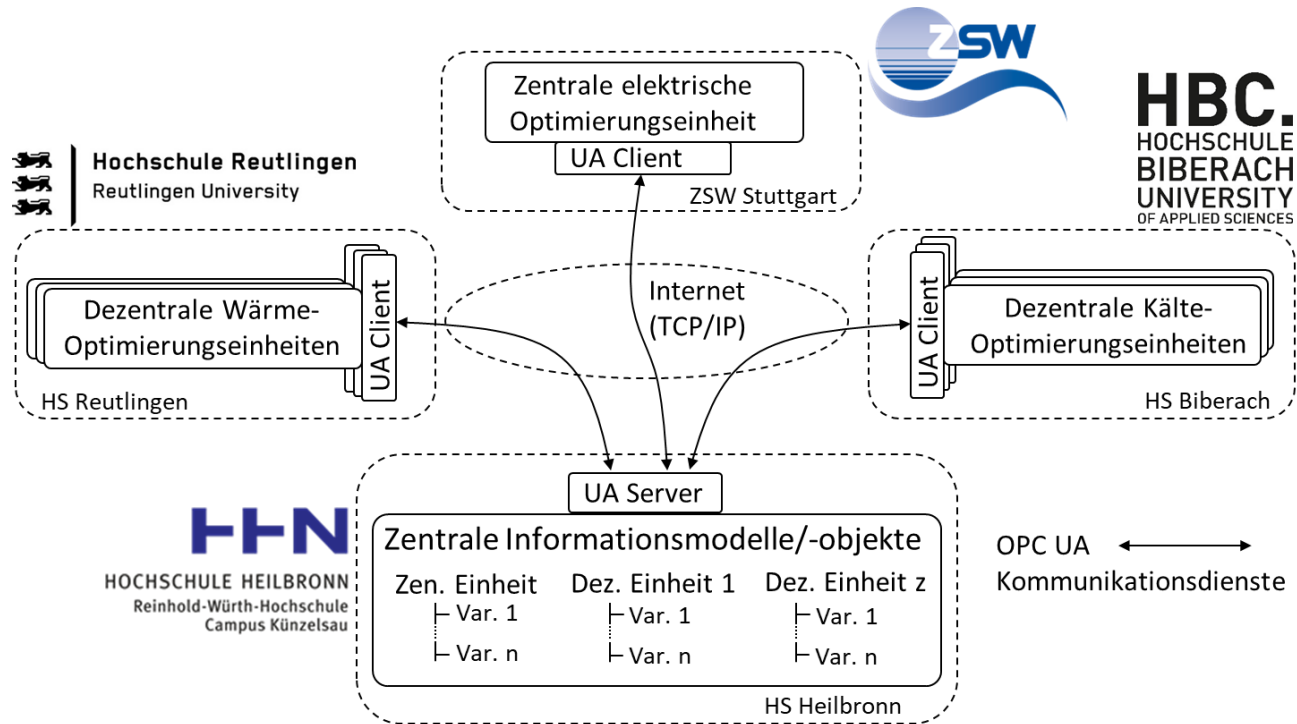 ZSW
Zentrale elektrische
Optimierungseinheit
UA Client
ZSW Stuttgart
HBC.
HOCHSCHULE
BIBERACH
UNIVERSITY
OF APPLIED SCIENCES
Hochschule Reutlingen
Reutlingen University
Dezentrale Wärme-
Optimierungseinheiten
UA Client
HS Reutlingen
Internet
(TCP/IP)
UA Client
Dezentrale Kälte-
Optimierungseinheiten
HS Biberach
HHN
HOCHSCHULE HEILBRONN
Reinhold-Würth-Hochschule
Campus Künzelsau
UA Server
Zentrale Informationsmodelle/-objekte
Zen. Einheit Dez. Einheit 1 Dez. Einheit z
Var. 1 Var. 1 Var. 1
Var. n Var. n Var. n
HS Heilbronn
OPC UA
Kommunikationsdienste